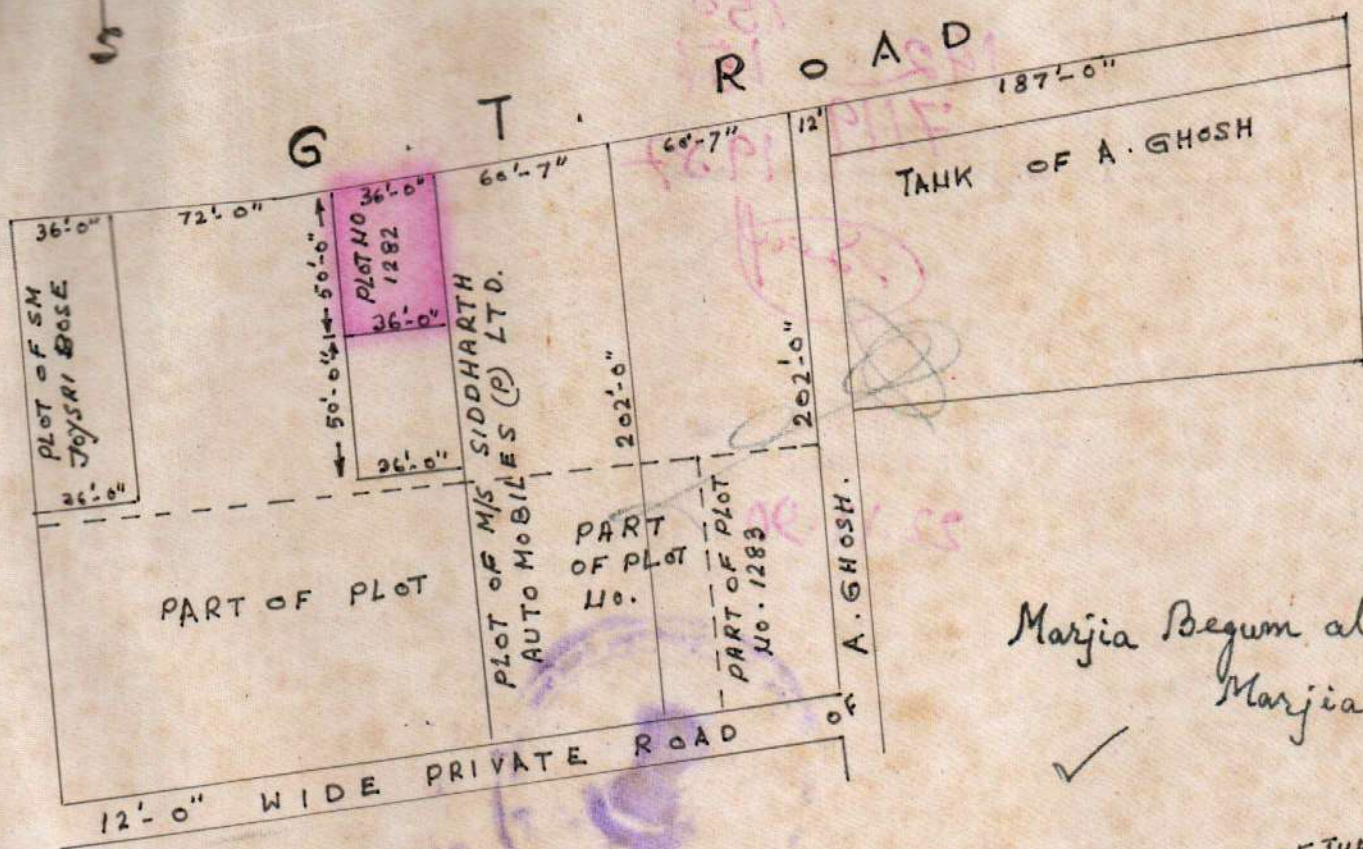 G . T . ROAD
36'-0"
72'-0"
36'-0"
60'-7"
60'-7"
12'
187'-0"
TANK OF A. GHOSH
PLOT OF SM
JOYSRI BOSE
36'-0"
50'-0"
50'-0"
PLOT NO
1282
36'-0"
36'-0"
PLOT OF M/S SIDDHARTH
AUTO MOBILES (P) LTD.
202'-0"
202'-0"
PART OF PLOT
PART
OF PLOT
NO.
PART OF PLOT
NO. 1283
12'-0" WIDE PRIVATE ROAD OF
A. GHOSH.
Marjia Begum al
Marjia